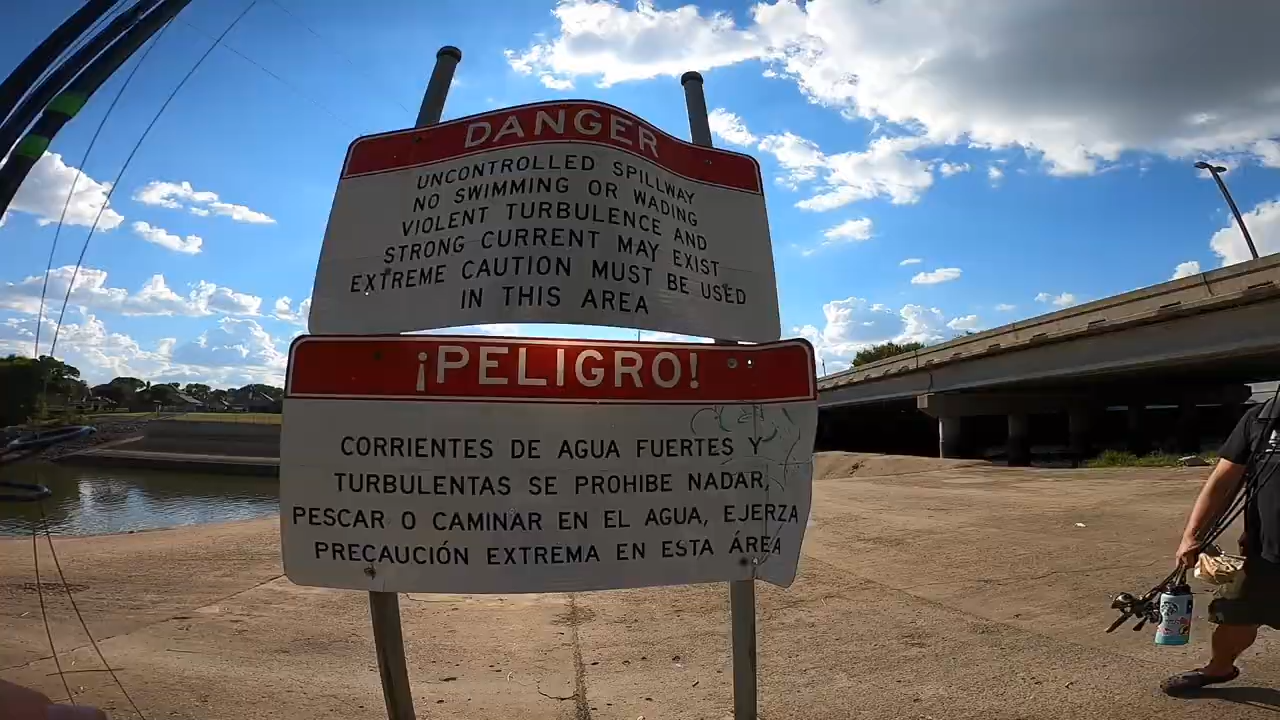 DANGER
UNCONTROLLED SPILLWAY
NO SWIMMING OR WADING
VIOLENT TURBULENCE AND
STRONG CURRENT MAY EXIST
EXTREME CAUTION MUST BE USED
IN THIS AREA
¡PELIGRO!
CORRIENTES DE AGUA FUERTES Y
TURBULENTAS SE PROHIBE NADAR,
PESCAR O CAMINAR EN EL AGUA, EJERZA
PRECAUCIÓN EXTREMA EN ESTA ÁREA